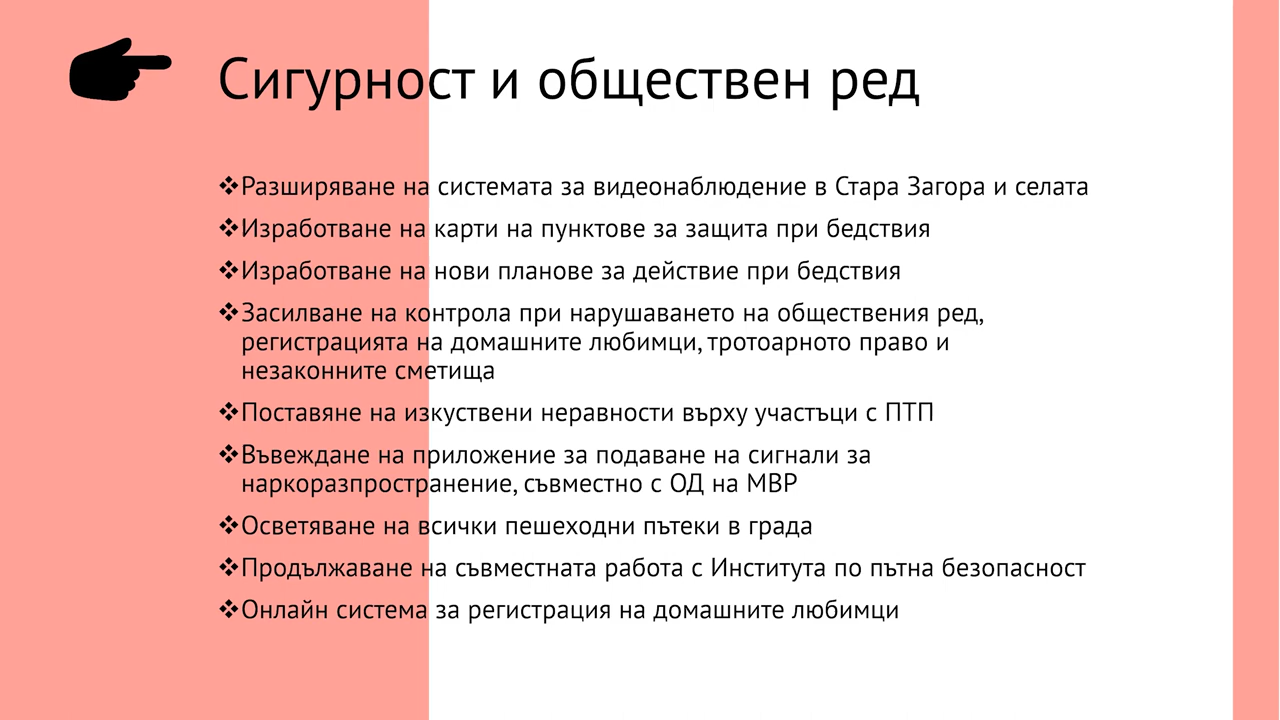 Сигурност и обществен ред
❖Разширяване на системата за видеонаблюдение в Стара Загора и селата
❖Изработване на карти на пунктове за защита при бедствия
❖Изработване на нови планове за действие при бедствия
❖Засилване на контрола при нарушаването на обществения ред,
регистрацията на домашните любимци, тротоарното право и
незаконните сметища
❖Поставяне на изкуствени неравности върху участъци с ПТП
❖Въвеждане на приложение за подаване на сигнали за
наркоразпространение, съвместно с ОД на МВР
❖Осветяване на всички пешеходни пътеки в града
❖Продължаване на съвместната работа с Института по пътна безопасност
❖Онлайн система за регистрация на домашните любимци